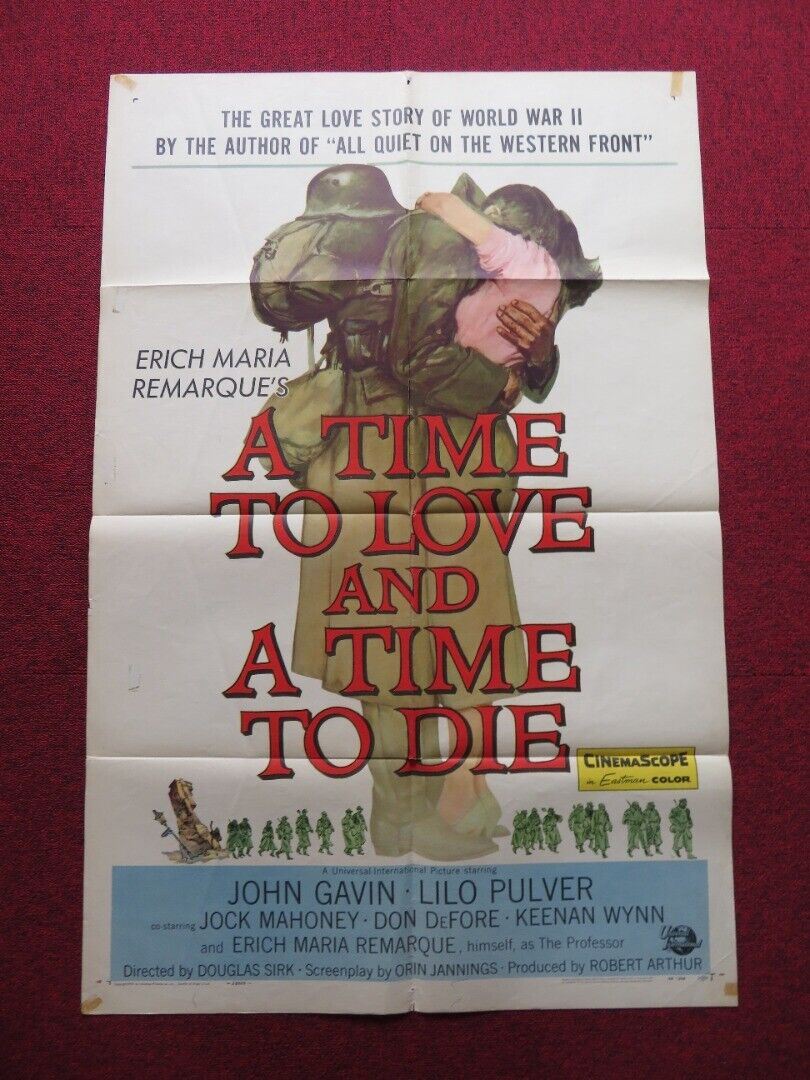 THE GREAT LOVE STORY OF WORLD WAR II
BY THE AUTHOR OF "ALL QUIET ON THE WESTERN FRONT"
ERICH MARIA
REMARQUE'S
A TIME
TO LOVE
AND
A TIME
TO DIE
CINEMASCOPE
in Eastman COLOR
A Universal-International Picture starring
JOHN GAVIN · LILO PULVER
co-starring JOCK MAHONEY · DON DeFORE · KEENAN WYNN
and ERICH MARIA REMARQUE, himself, as The Professor
Universal International
Directed by DOUGLAS SIRK · Screenplay by ORIN JANNINGS · Produced by ROBERT ARTHUR